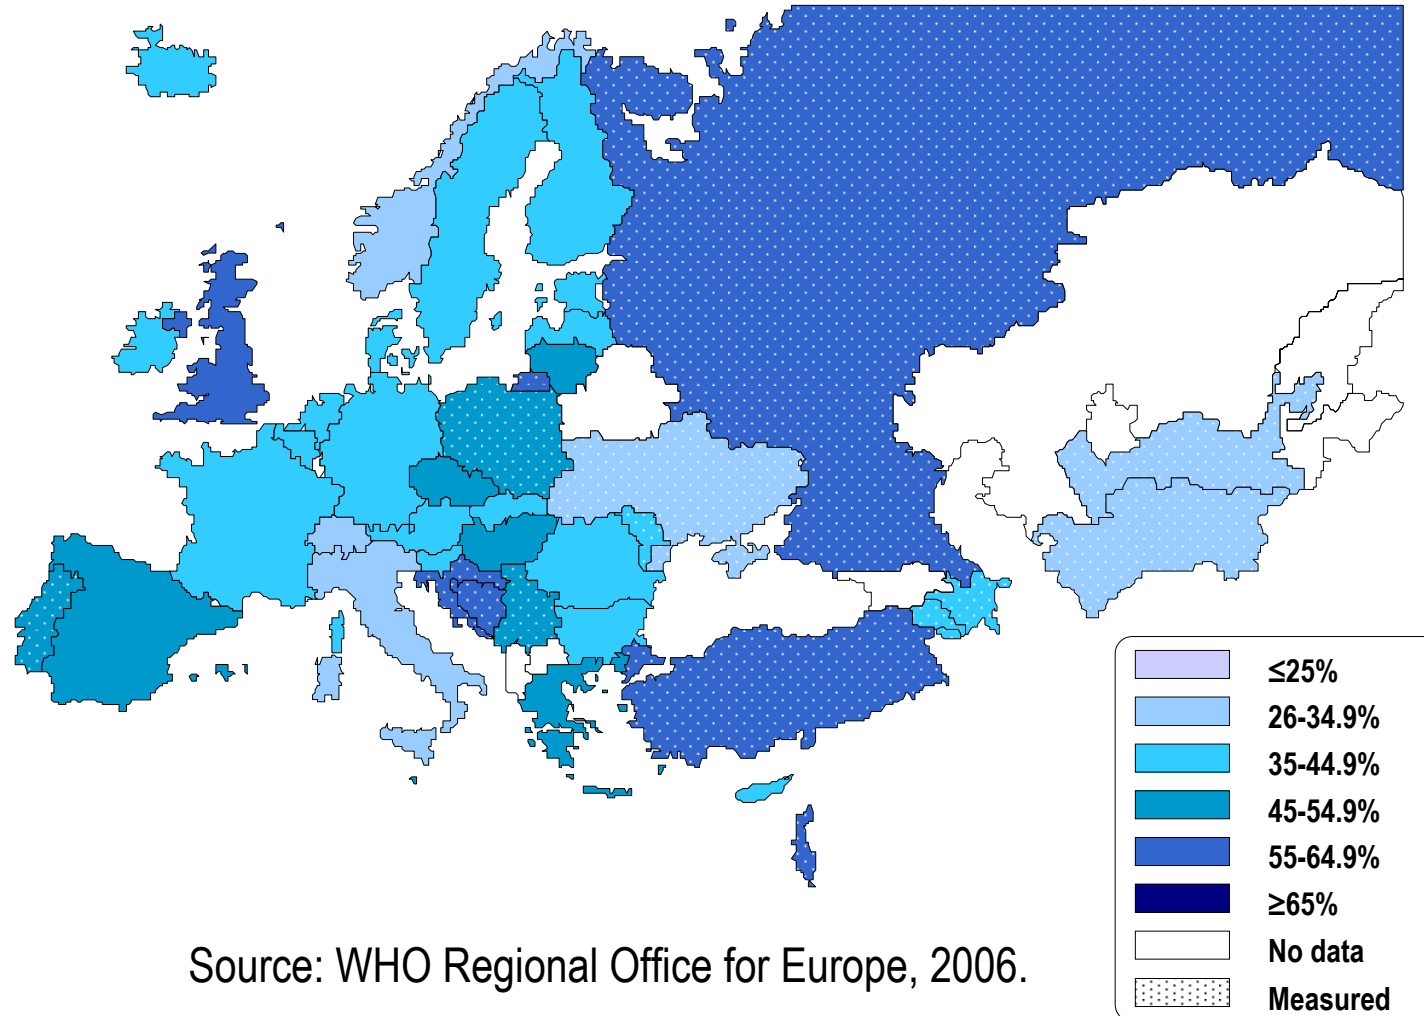 ≤25%
26-34.9%
35-44.9%
45-54.9%
55-64.9%
≥65%
No data
Measured
Source: WHO Regional Office for Europe, 2006.